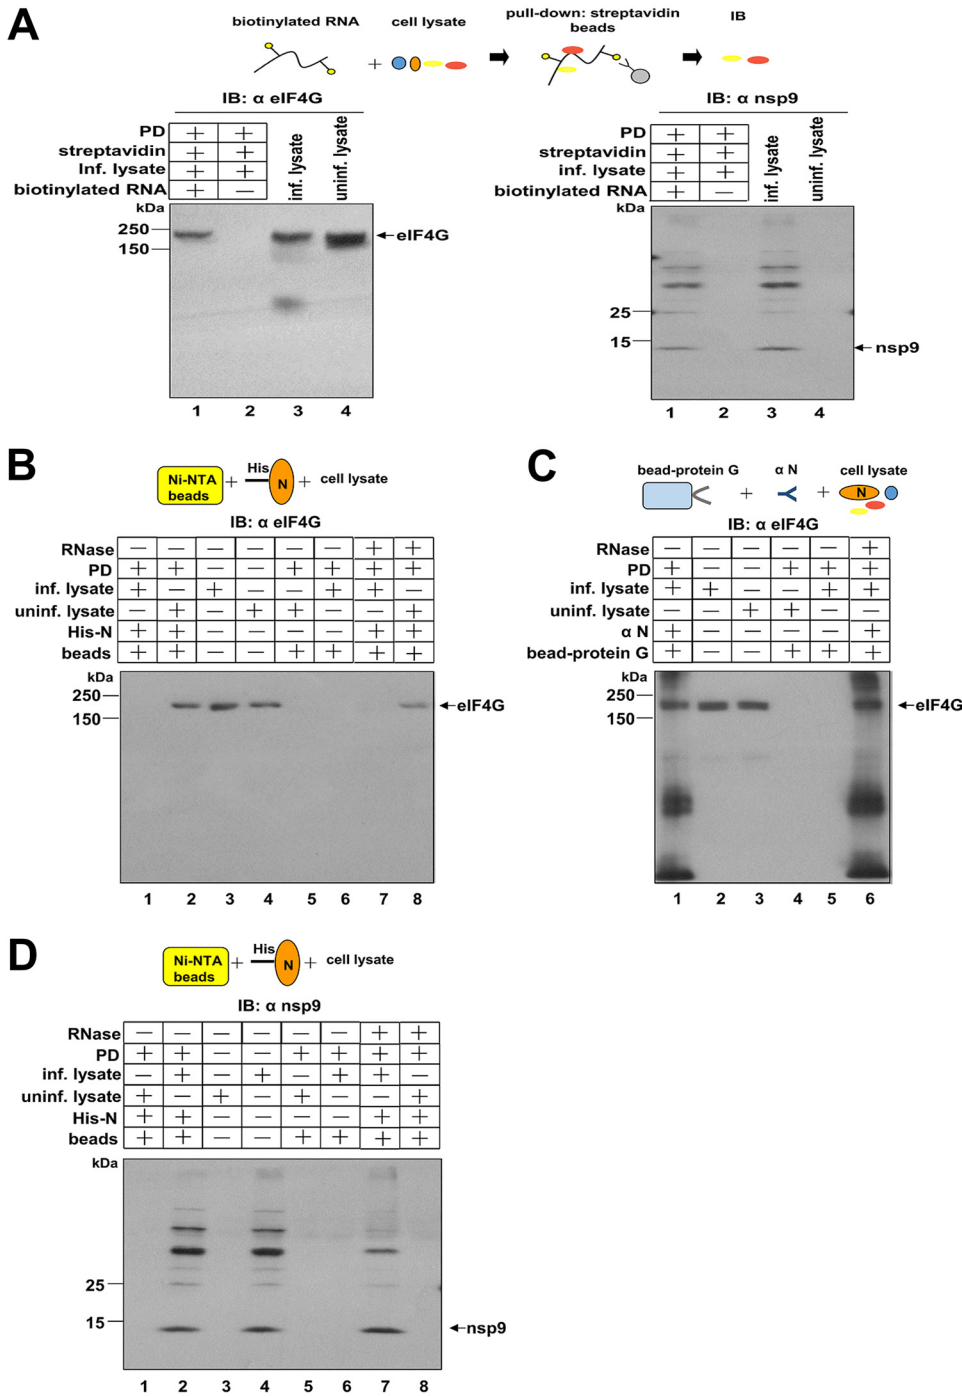 A
biotinylated RNA
cell lysate
pull-down: streptavidin
beads
IB
+
IB: α eIF4G
PD + +
streptavidin + +
Inf. lysate + +
biotinylated RNA + —
inf. lysate
uninf. lysate
kDa
250
150
eIF4G
1 2 3 4
IB: α nsp9
PD + +
streptavidin + +
inf. lysate + +
biotinylated RNA + —
inf. lysate
uninf. lysate
kDa
25
15
nsp9
1 2 3 4
B
Ni-NTA
beads
+
His
N
+
cell lysate
IB: α eIF4G
RNase — — — — — — + +
PD + + — — + + + +
inf. lysate + — + — — + + —
uninf. lysate — + — + + — — +
His-N + + — — — — + +
beads + + — — + + + +
kDa
250
150
eIF4G
1 2 3 4 5 6 7 8
C
bead-protein G
+
α N
+
cell lysate
N
IB: α eIF4G
RNase — — — — — +
PD + — — + + +
inf. lysate + + — — + +
uninf. lysate — — + + — —
α N + — — — — +
bead-protein G + — — + + +
kDa
250
150
eIF4G
1 2 3 4 5 6
D
Ni-NTA
beads
+
His
N
+
cell lysate
IB: α nsp9
RNase — — — — — — + +
PD + + — — + + + +
inf. lysate — + — + — + + —
uninf. lysate + — + — + — — +
His-N + + — — — — + +
beads + + — — + + + +
kDa
25
15
nsp9
1 2 3 4 5 6 7 8